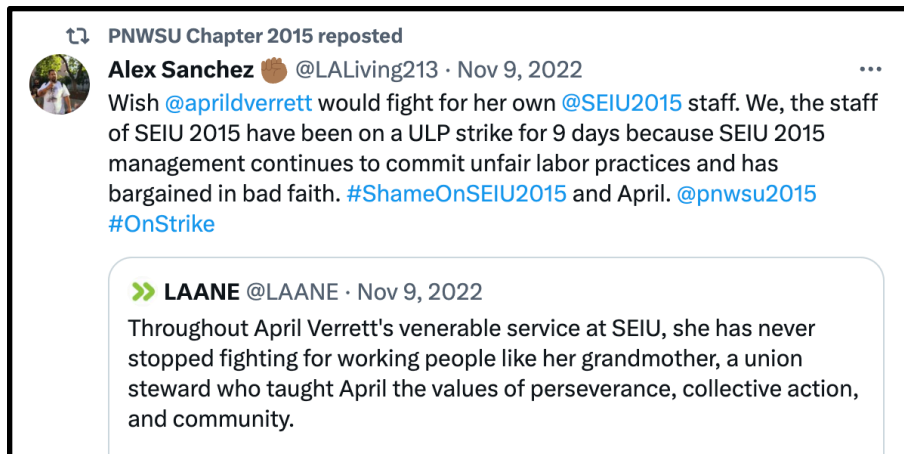 PNWSU Chapter 2015 reposted
Alex Sanchez ✊🏾 @LALiving213 · Nov 9, 2022
Wish @aprildverrett would fight for her own @SEIU2015 staff. We, the staff
of SEIU 2015 have been on a ULP strike for 9 days because SEIU 2015
management continues to commit unfair labor practices and has
bargained in bad faith. #ShameOnSEIU2015 and April. @pnwsu2015
#OnStrike
LAANE @LAANE · Nov 9, 2022
Throughout April Verrett's venerable service at SEIU, she has never
stopped fighting for working people like her grandmother, a union
steward who taught April the values of perseverance, collective action,
and community.